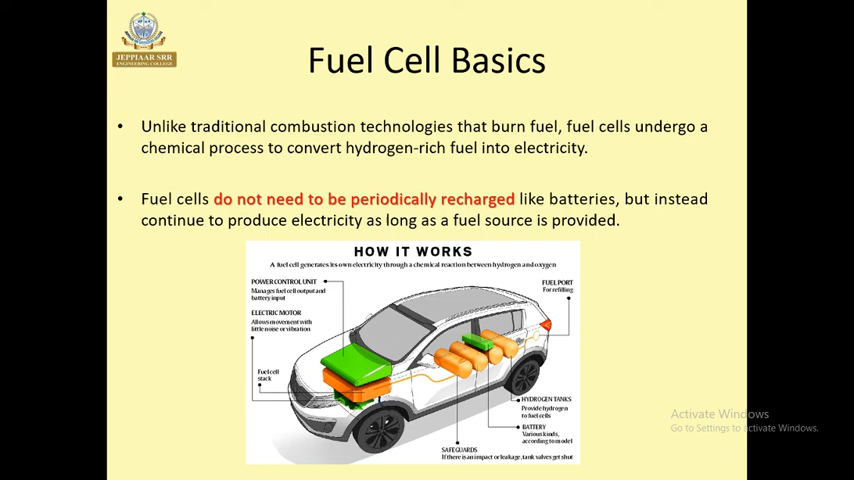 JEPPIAAR SRR
ENGINEERING COLLEGE
Fuel Cell Basics
• Unlike traditional combustion technologies that burn fuel, fuel cells undergo a
chemical process to convert hydrogen-rich fuel into electricity.
• Fuel cells do not need to be periodically recharged like batteries, but instead
continue to produce electricity as long as a fuel source is provided.
HOW IT WORKS
A fuel cell generates its own electricity through a chemical reaction between hydrogen and oxygen
POWER CONTROL UNIT
Manages fuel cell output and
battery input
ELECTRIC MOTOR
Allows movement with
little noise or vibration
Fuel cell
stack
FUEL PORT
For refilling
HYDROGEN TANKS
Provide hydrogen
to fuel cells
BATTERY
Various kinds,
according to model
SAFEGUARDS
If there is an impact or leakage, tank valves get shut
Activate Windows
Go to Settings to activate Windows.